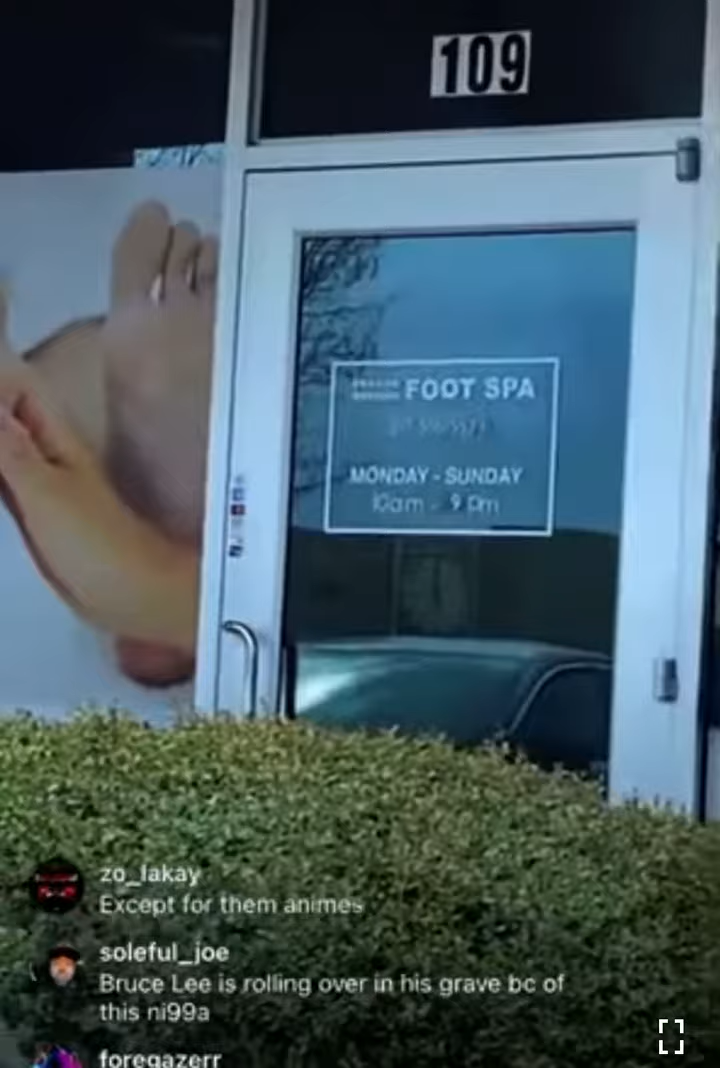 109
FOOT SPA
MONDAY - SUNDAY
10am - 9 pm
zo_lakay
Except for them animes
soleful_joe
Bruce Lee is rolling over in his grave bc of
this ni99a
foregazerr